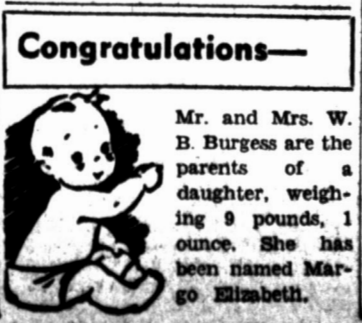 Congratulations—
Mr. and Mrs. W.
B. Burgess are the
parents of a
daughter, weigh-
ing 9 pounds, 1
ounce. She has
been named Mar-
go Elizabeth.